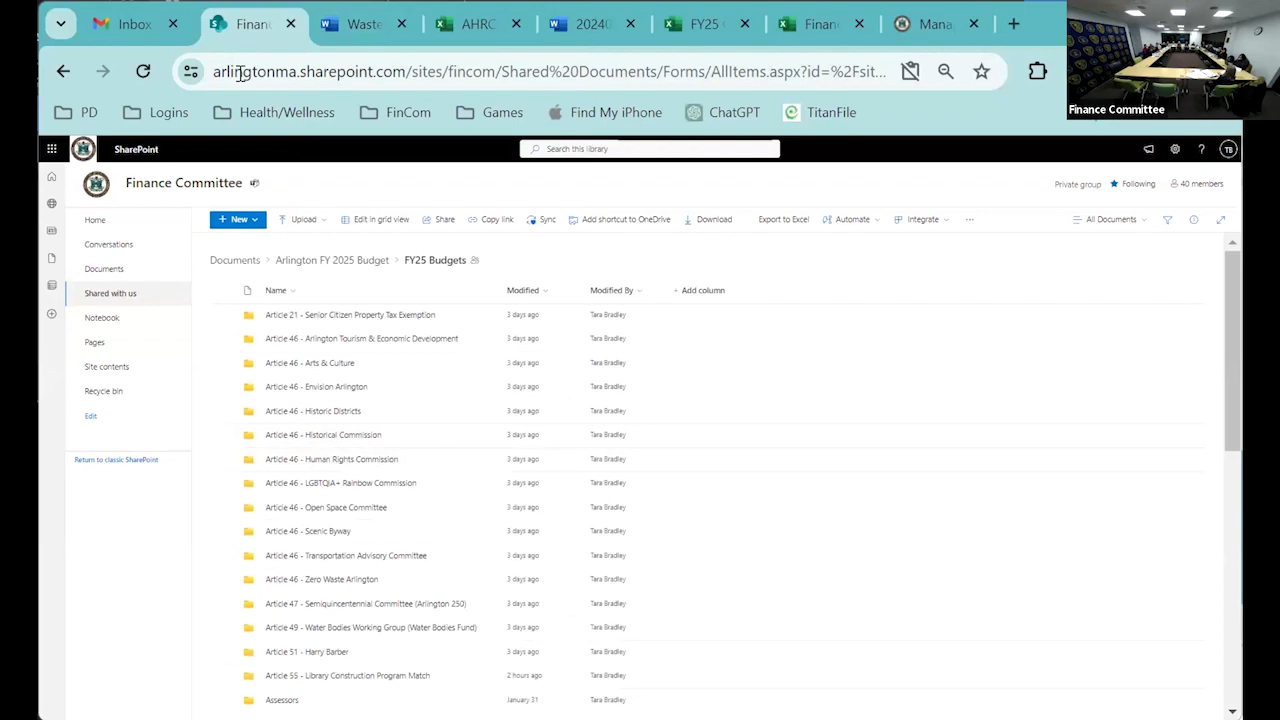 Inbox
Financ
Waste
AHRC
20240
FY25
Financ
Mana
arlingtonma.sharepoint.com/sites/fincom/Shared%20Documents/Forms/AllItems.aspx?id=%2Fsit...
PD
Logins
Health/Wellness
FinCom
Games
Find My iPhone
ChatGPT
TitanFile
Finance Committee
SharePoint
Search this library
TB
Finance Committee
Private group
Following
40 members
Home
Conversations
Documents
Shared with us
Notebook
Pages
Site contents
Recycle bin
Edit
Return to classic SharePoint
+ New
Upload
Edit in grid view
Share
Copy link
Sync
Add shortcut to OneDrive
Download
Export to Excel
Automate
Integrate
...
All Documents
Documents > Arlington FY 2025 Budget > FY25 Budgets
Name Modified Modified By + Add column
Article 21 - Senior Citizen Property Tax Exemption 3 days ago Tara Bradley
Article 46 - Arlington Tourism & Economic Development 3 days ago Tara Bradley
Article 46 - Arts & Culture 3 days ago Tara Bradley
Article 46 - Envision Arlington 3 days ago Tara Bradley
Article 46 - Historic Districts 3 days ago Tara Bradley
Article 46 - Historical Commission 3 days ago Tara Bradley
Article 46 - Human Rights Commission 3 days ago Tara Bradley
Article 46 - LGBTQIA+ Rainbow Commission 3 days ago Tara Bradley
Article 46 - Open Space Committee 3 days ago Tara Bradley
Article 46 - Scenic Byway 3 days ago Tara Bradley
Article 46 - Transportation Advisory Committee 3 days ago Tara Bradley
Article 46 - Zero Waste Arlington 3 days ago Tara Bradley
Article 47 - Semiquincentennial Committee (Arlington 250) 3 days ago Tara Bradley
Article 49 - Water Bodies Working Group (Water Bodies Fund) 3 days ago Tara Bradley
Article 51 - Harry Barber 3 days ago Tara Bradley
Article 55 - Library Construction Program Match 2 hours ago Tara Bradley
Assessors January 31 Tara Bradley